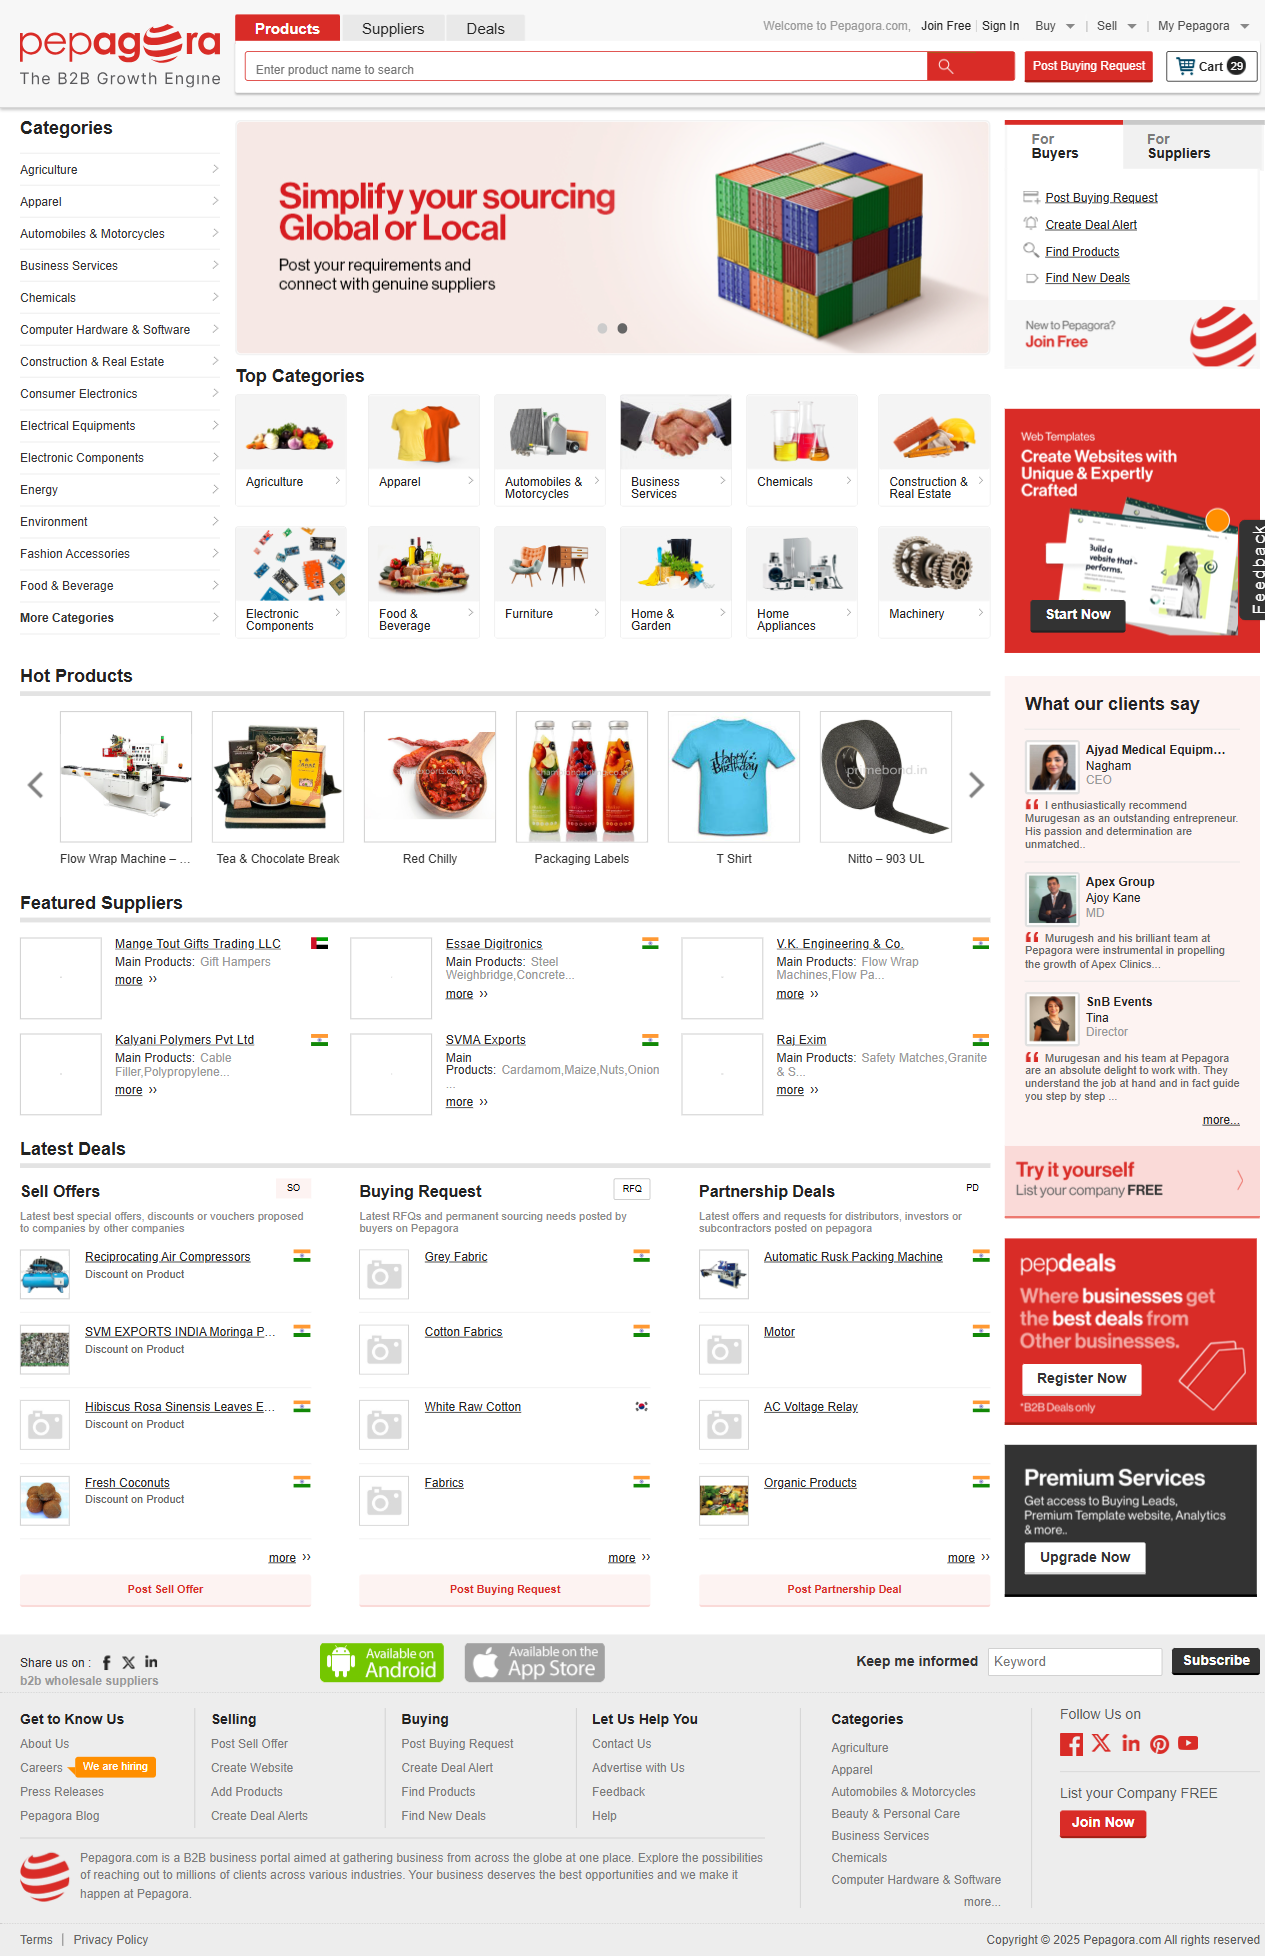 pepagora
The B2B Growth Engine
Products
Suppliers
Deals
Welcome to Pepagora.com, Join Free | Sign In Buy | Sell | My Pepagora
Enter product name to search
Post Buying Request
Cart 29
Categories
Agriculture
Apparel
Automobiles & Motorcycles
Business Services
Chemicals
Computer Hardware & Software
Construction & Real Estate
Consumer Electronics
Electrical Equipments
Electronic Components
Energy
Environment
Fashion Accessories
Food & Beverage
More Categories
Simplify your sourcing
Global or Local
Post your requirements and
connect with genuine suppliers
For
Buyers
For
Suppliers
Post Buying Request
Create Deal Alert
Find Products
Find New Deals
New to Pepagora?
Join Free
Top Categories
Agriculture
Apparel
Automobiles &
Motorcycles
Business
Services
Chemicals
Construction &
Real Estate
Electronic
Components
Food &
Beverage
Furniture
Home &
Garden
Home
Appliances
Machinery
Web Templates
Create Websites with
Unique & Expertly
Crafted
Build a
website that -
performs.
Start Now
Feedback
Hot Products
Happy
Birthday
primebond.in
Flow Wrap Machine – ...
Tea & Chocolate Break
Red Chilly
Packaging Labels
T Shirt
Nitto – 903 UL
What our clients say
Ajyad Medical Equipm...
Nagham
CEO
I enthusiastically recommend
Murugesan as an outstanding entrepreneur.
His passion and determination are
unmatched..
Apex Group
Ajoy Kane
MD
Murugesh and his brilliant team at
Pepagora were instrumental in propelling
the growth of Apex Clinics...
SnB Events
Tina
Director
Murugesan and his team at Pepagora
are an absolute delight to work with. They
understand the job at hand and in fact guide
you step by step ...
more...
Featured Suppliers
Mange Tout Gifts Trading LLC
Main Products: Gift Hampers
more ››
Essae Digitronics
Main Products: Steel
Weighbridge,Concrete...
more ››
V.K. Engineering & Co.
Main Products: Flow Wrap
Machines,Flow Pa...
more ››
Kalyani Polymers Pvt Ltd
Main Products: Cable
Filler,Polypropylene...
more ››
SVMA Exports
Main
Products: Cardamom,Maize,Nuts,Onion
...
more ››
Raj Exim
Main Products: Safety Matches,Granite
& S...
more ››
Try it yourself
List your company FREE
Latest Deals
Sell Offers
SO
Latest best special offers, discounts or vouchers proposed
to companies by other companies
Reciprocating Air Compressors
Discount on Product
SVM EXPORTS INDIA Moringa P...
Discount on Product
Hibiscus Rosa Sinensis Leaves E...
Discount on Product
Fresh Coconuts
Discount on Product
more ››
Post Sell Offer
Buying Request
RFQ
Latest RFQs and permanent sourcing needs posted by
buyers on Pepagora
Grey Fabric
Cotton Fabrics
White Raw Cotton
Fabrics
more ››
Post Buying Request
Partnership Deals
PD
Latest offers and requests for distributors, investors or
subcontractors posted on pepagora
Automatic Rusk Packing Machine
Motor
AC Voltage Relay
Organic Products
more ››
Post Partnership Deal
pepdeals
Where businesses get
the best deals from
Other businesses.
Register Now
*B2B Deals only
Premium Services
Get access to Buying Leads,
Premium Template website, Analytics
& more..
Upgrade Now
Share us on :
b2b wholesale suppliers
Available on
Android
Available on the
App Store
Keep me informed
Keyword
Subscribe
Get to Know Us
About Us
Careers
We are hiring
Press Releases
Pepagora Blog
Selling
Post Sell Offer
Create Website
Add Products
Create Deal Alerts
Buying
Post Buying Request
Create Deal Alert
Find Products
Find New Deals
Let Us Help You
Contact Us
Advertise with Us
Feedback
Help
Categories
Agriculture
Apparel
Automobiles & Motorcycles
Beauty & Personal Care
Business Services
Chemicals
Computer Hardware & Software
more...
Follow Us on
List your Company FREE
Join Now
Pepagora.com is a B2B business portal aimed at gathering business from across the globe at one place. Explore the possibilities
of reaching out to millions of clients across various industries. Your business deserves the best opportunities and we make it
happen at Pepagora.
Terms | Privacy Policy
Copyright © 2025 Pepagora.com All rights reserved